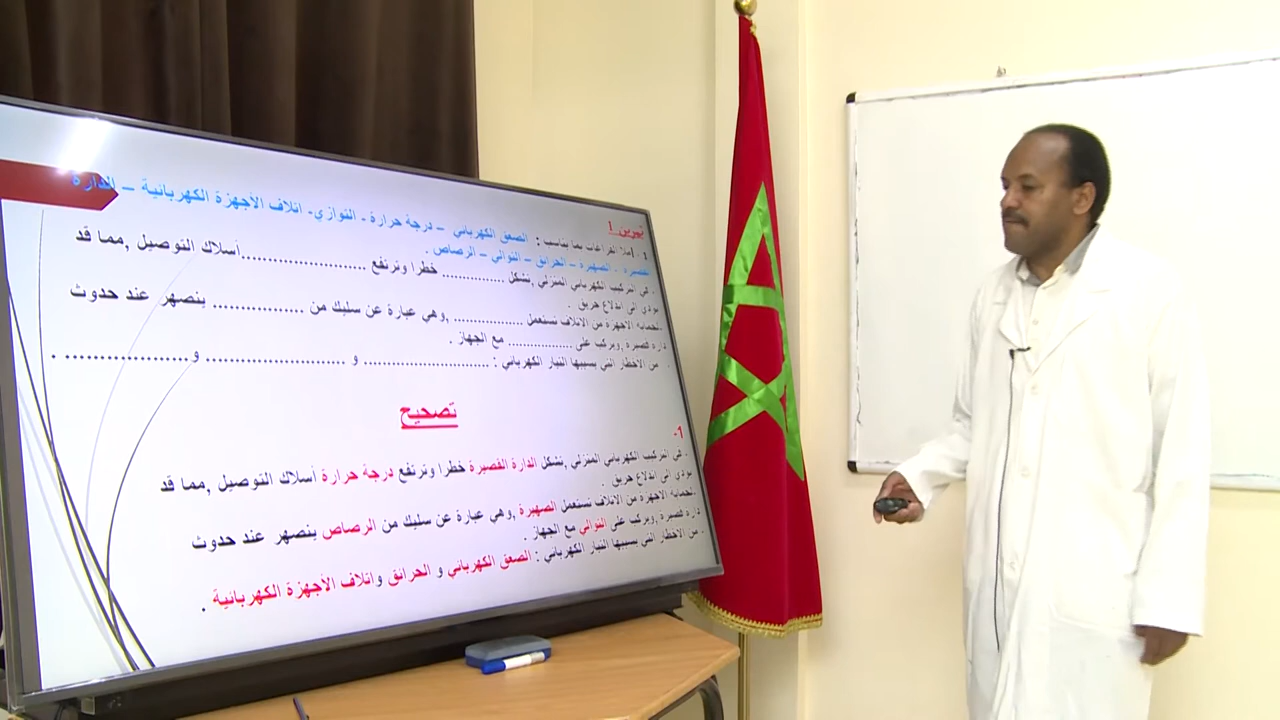 تمرين 1
1 . إملأ الفراغات بما يناسب : الصعق الكهربائي – درجة حرارة - التوازي- اتلاف الأجهزة الكهربائية – الدارة
القصيرة . الصهيرة – الحرائق – التوالي – الرصاص .
. في التركيب الكهربائي المنزلي ,تشكل ............... خطرا وترتفع ........................أسلاك التوصيل ,مما قد
يؤدي الى اندلاع حريق .
.لحماية الاجهزة من الاتلاف نستعمل ................. ,وهي عبارة عن سليك من ................. ينصهر عند حدوث
دارة قصيرة ,ويركب على ................ مع الجهاز .
. من الاخطار التي يسببها التيار الكهربائي : ........................... و ........................... و........................ .
تصحيح
1-
. في التركيب الكهربائي المنزلي ,تشكل الدارة القصيرة خطرا وترتفع درجة حرارة أسلاك التوصيل ,مما قد
يؤدي الى اندلاع حريق .
.لحماية الاجهزة من الاتلاف نستعمل الصهيرة ,وهي عبارة عن سليك من الرصاص ينصهر عند حدوث
دارة قصيرة ,ويركب على التوالي مع الجهاز .
. من الاخطار التي يسببها التيار الكهربائي : الصعق الكهربائي و الحرائق واتلاف الأجهزة الكهربائية .